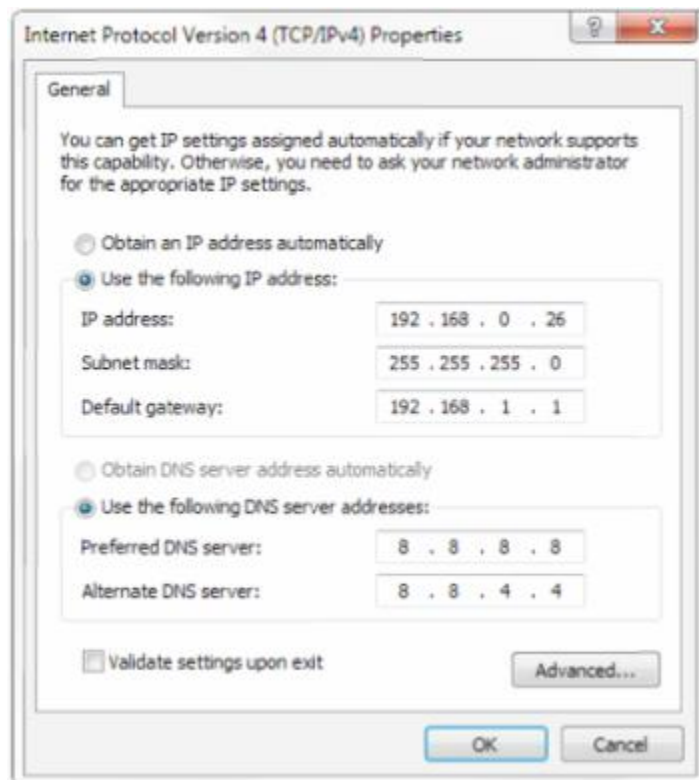 Internet Protocol Version 4 (TCP/IPv4) Properties
General
You can get IP settings assigned automatically if your network supports
this capability. Otherwise, you need to ask your network administrator
for the appropriate IP settings.
Obtain an IP address automatically
Use the following IP address:
IP address: 192 . 168 . 0 . 26
Subnet mask: 255 . 255 . 255 . 0
Default gateway: 192 . 168 . 1 . 1
Obtain DNS server address automatically
Use the following DNS server addresses:
Preferred DNS server: 8 . 8 . 8 . 8
Alternate DNS server: 8 . 8 . 4 . 4
Validate settings upon exit
Advanced...
OK Cancel